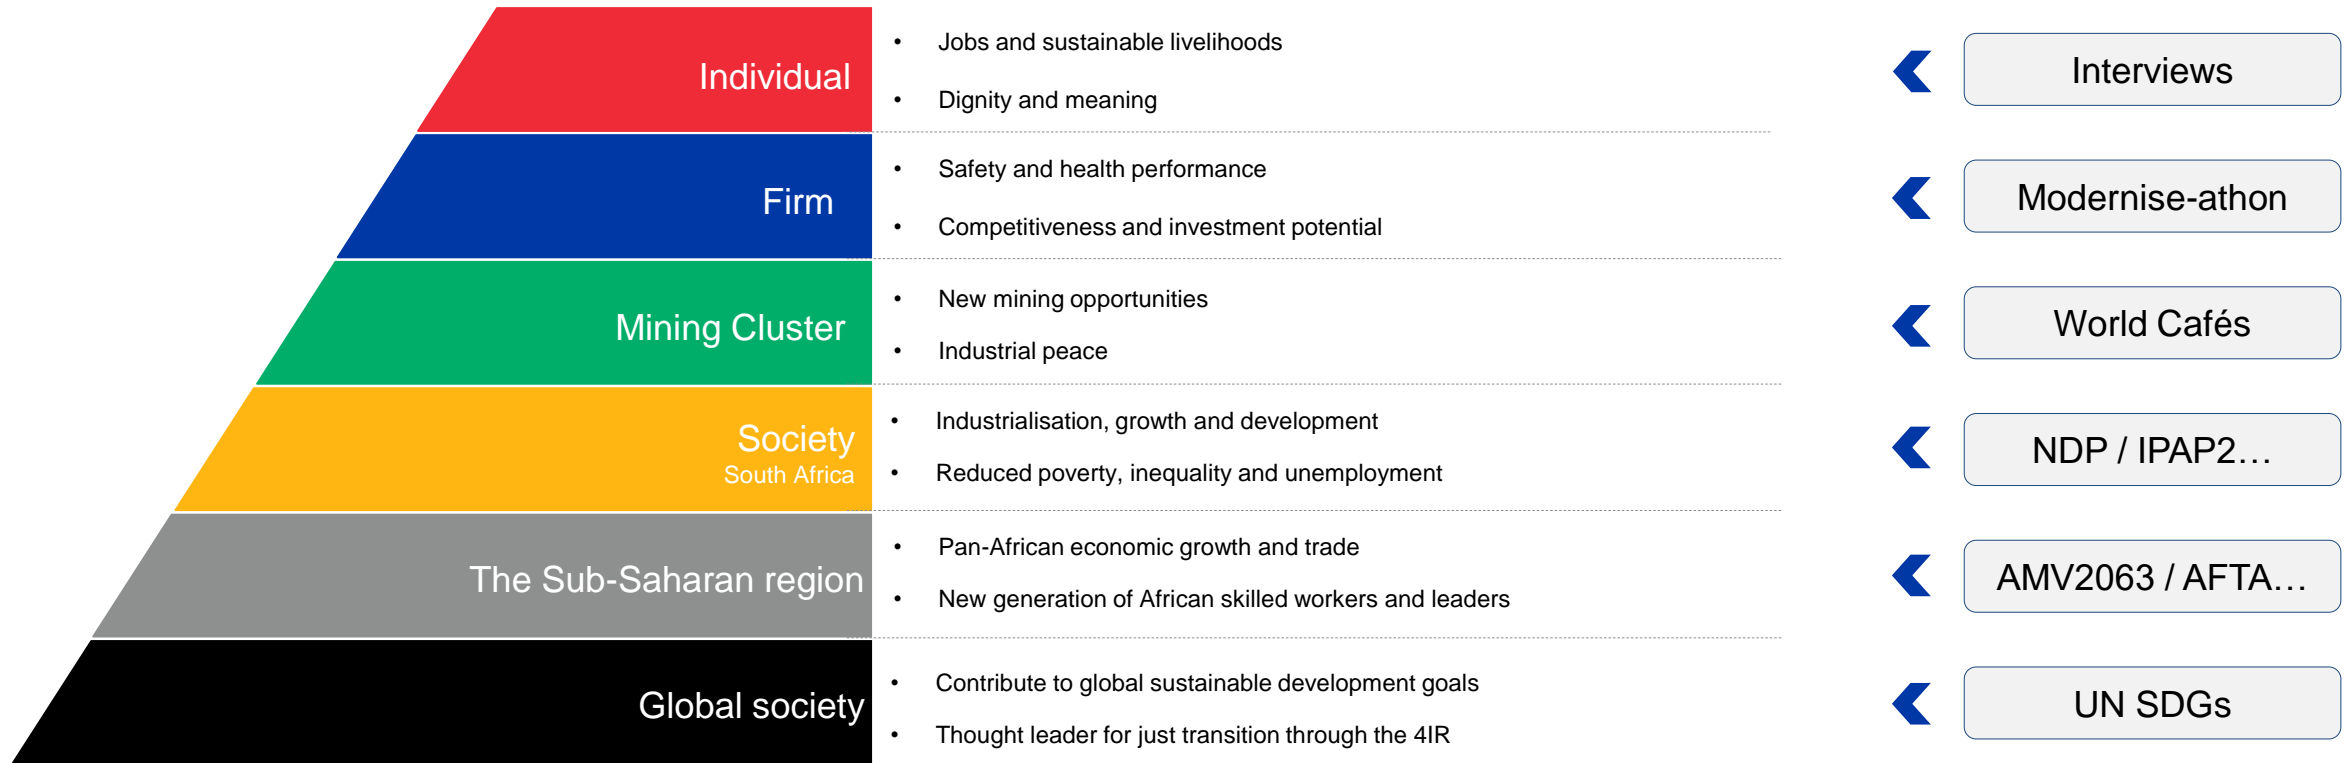 Individual
• Jobs and sustainable livelihoods
• Dignity and meaning
Interviews
Firm
• Safety and health performance
• Competitiveness and investment potential
Modernise-athon
Mining Cluster
• New mining opportunities
• Industrial peace
World Cafés
Society
South Africa
• Industrialisation, growth and development
• Reduced poverty, inequality and unemployment
NDP / IPAP2…
The Sub-Saharan region
• Pan-African economic growth and trade
• New generation of African skilled workers and leaders
AMV2063 / AFTA…
Global society
• Contribute to global sustainable development goals
• Thought leader for just transition through the 4IR
UN SDGs